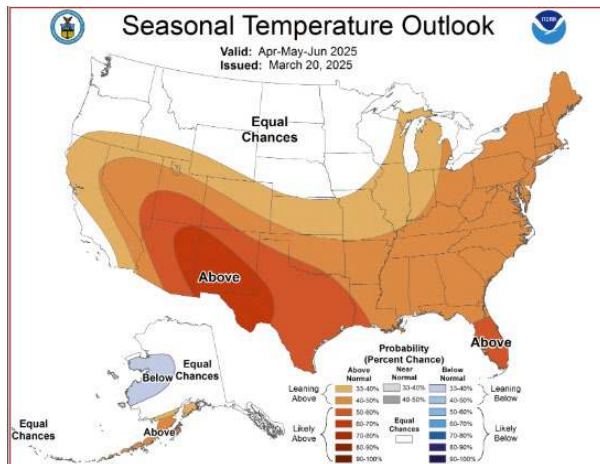 Seasonal Temperature Outlook
Valid: Apr-May-Jun 2025
Issued: March 20, 2025
NOAA
Equal
Chances
Above
Above
Below
Equal
Chances
Above
Equal
Chances
Probability
(Percent Chance)
Above
Normal
Near
Normal
Below
Normal
Leaning
Above
33-40%
40-50%
33-40%
40-50%
33-40%
40-50%
Leaning
Below
Likely
Above
50-60%
60-70%
70-80%
80-90%
90-100%
Equal
Chances
50-60%
60-70%
70-80%
80-90%
90-100%
Likely
Below